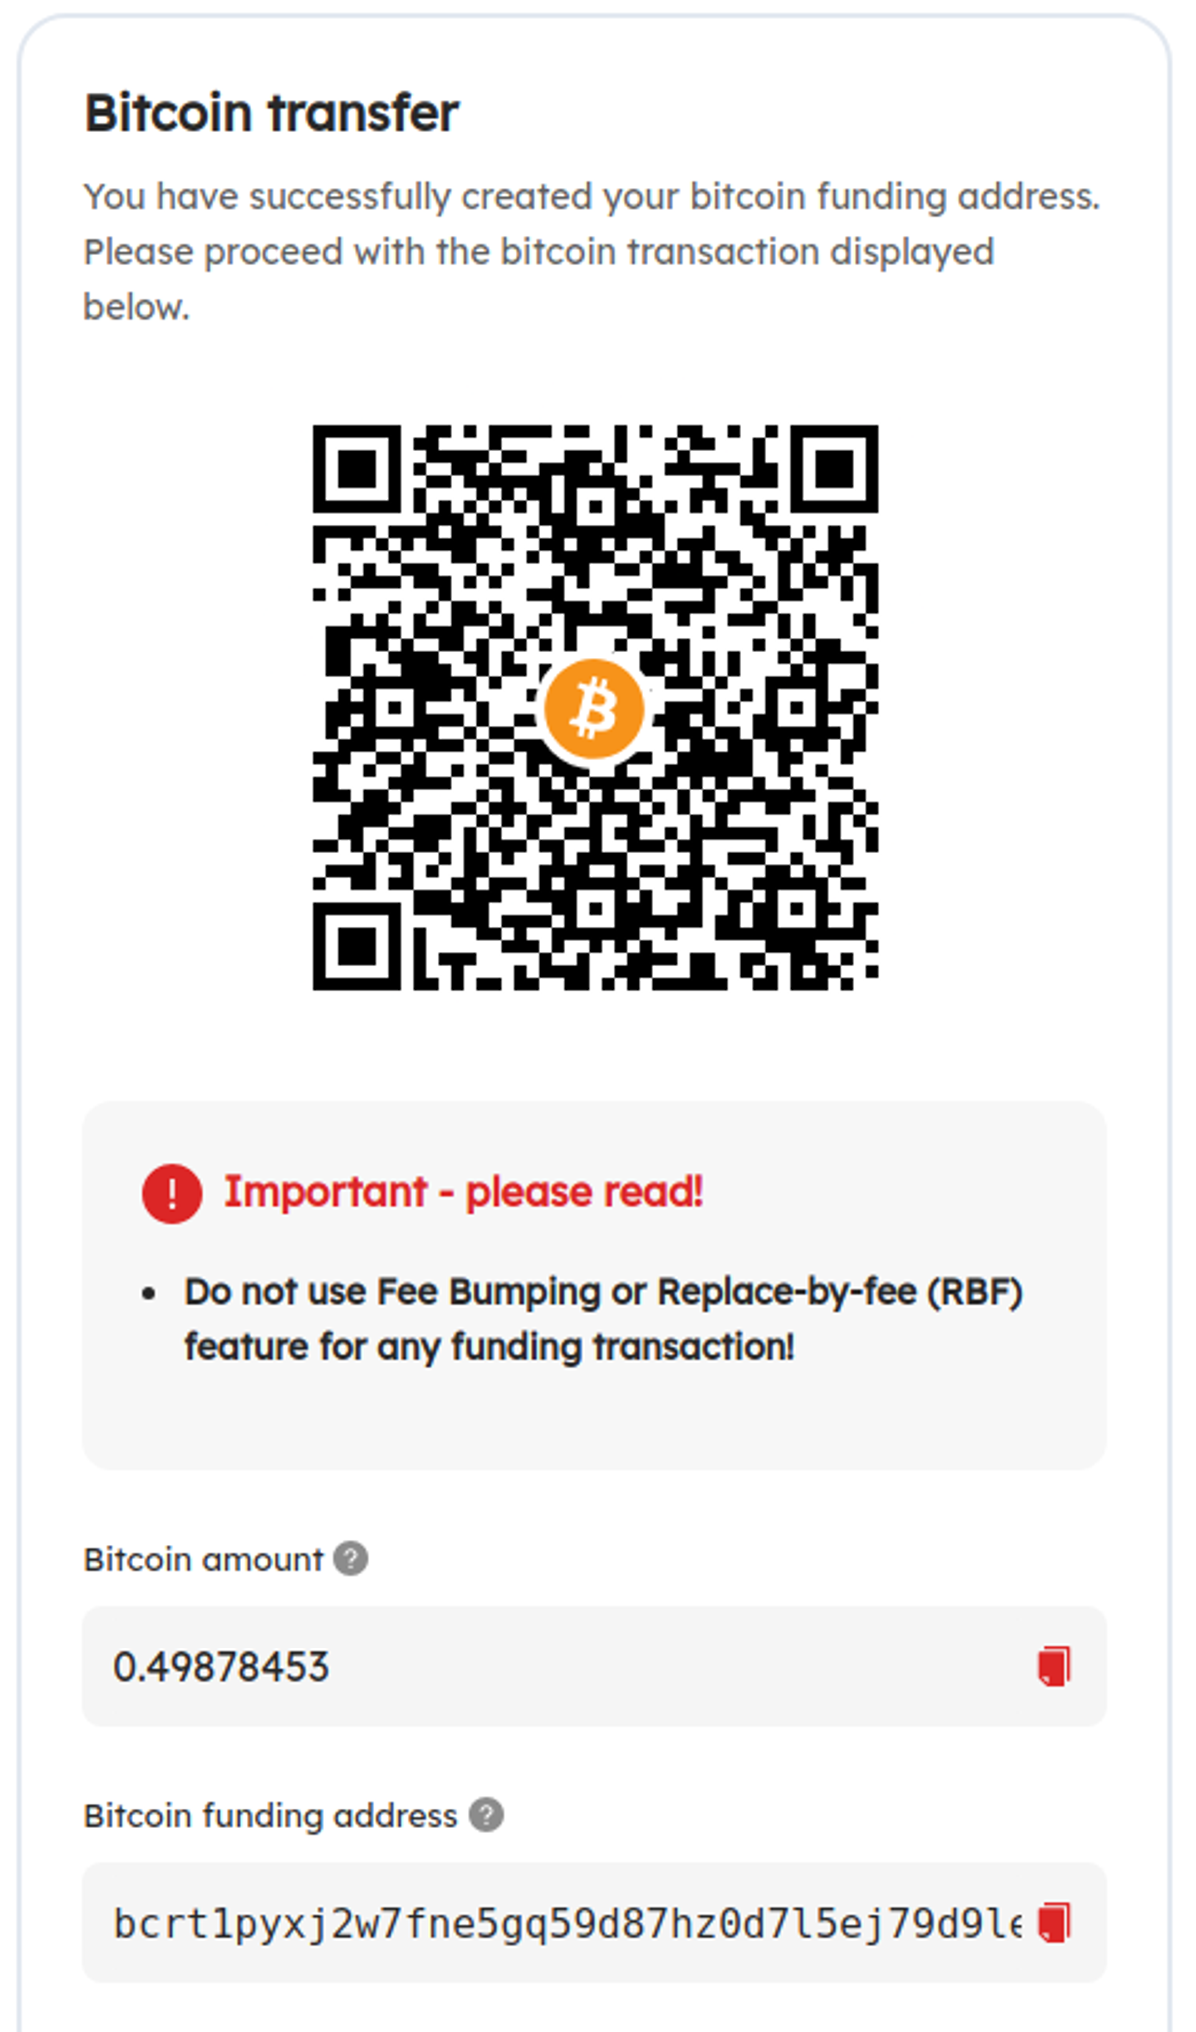 Bitcoin transfer
You have successfully created your bitcoin funding address.
Please proceed with the bitcoin transaction displayed
below.
Important - please read!
• Do not use Fee Bumping or Replace-by-fee (RBF)
feature for any funding transaction!
Bitcoin amount
0.49878453
Bitcoin funding address
bcrt1pyxj2w7fne5gq59d87hz0d7l5ej79d9le